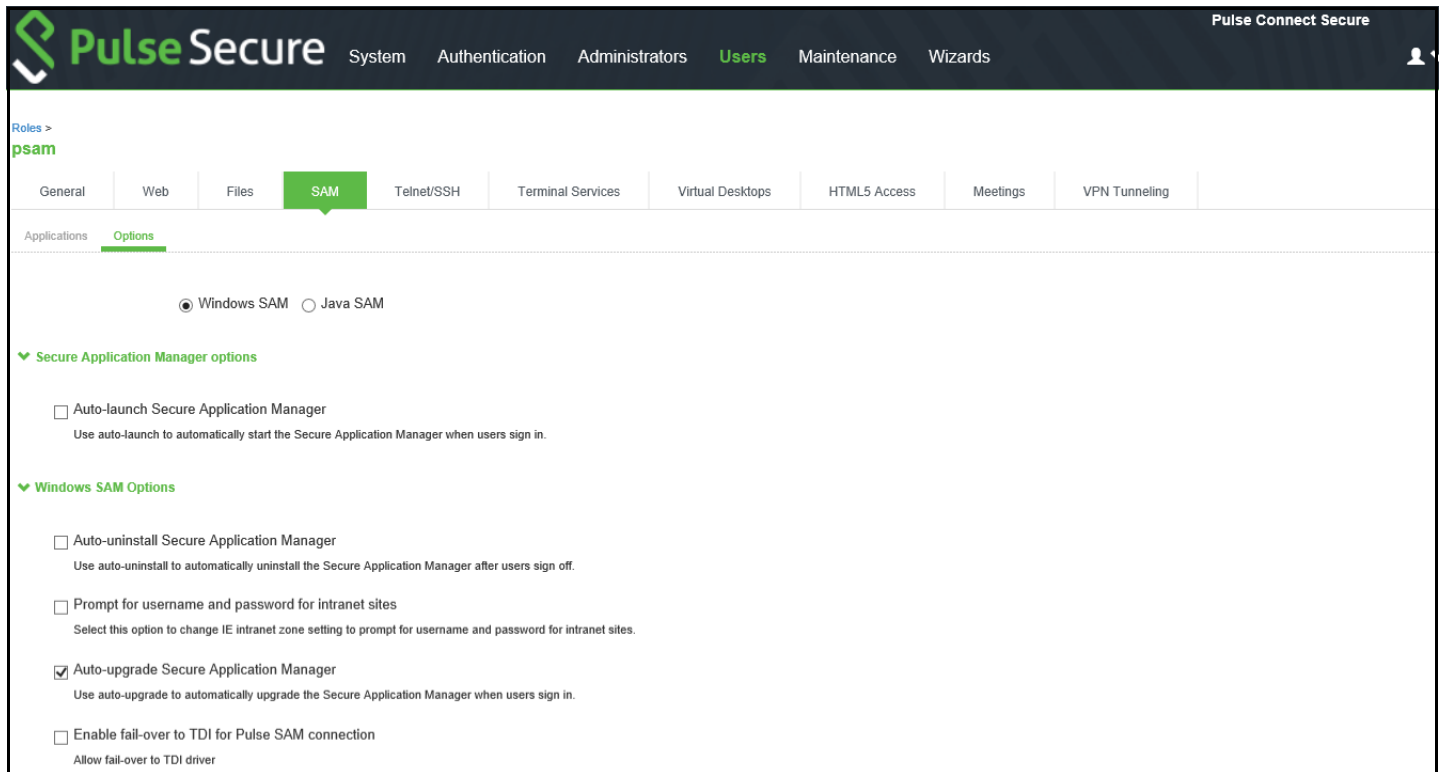 Pulse Connect Secure
Pulse Secure System Authentication Administrators Users Maintenance Wizards
Roles >
psam
General Web Files SAM Telnet/SSH Terminal Services Virtual Desktops HTML5 Access Meetings VPN Tunneling
Applications Options
Windows SAM Java SAM
Secure Application Manager options
Auto-launch Secure Application Manager
Use auto-launch to automatically start the Secure Application Manager when users sign in.
Windows SAM Options
Auto-uninstall Secure Application Manager
Use auto-uninstall to automatically uninstall the Secure Application Manager after users sign off.
Prompt for username and password for intranet sites
Select this option to change IE intranet zone setting to prompt for username and password for intranet sites.
Auto-upgrade Secure Application Manager
Use auto-upgrade to automatically upgrade the Secure Application Manager when users sign in.
Enable fail-over to TDI for Pulse SAM connection
Allow fail-over to TDI driver